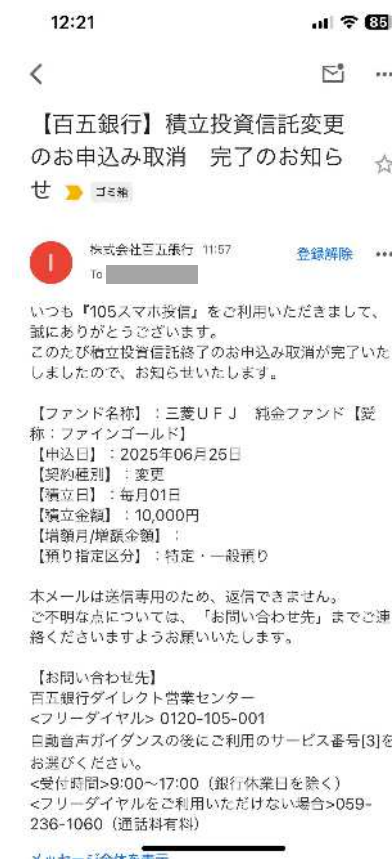 12:21
85
【百五銀行】積立投資信託変更
のお申込み取消　完了のお知ら
せ ゴミ箱
株式会社百五銀行 11:57
登録解除
I
To
いつも『105スマホ投信』をご利用いただきまして、
誠にありがとうございます。
このたび積立投資信託終了のお申込み取消が完了いた
しましたので、お知らせいたします。
【ファンド名称】：三菱ＵＦＪ　純金ファンド【愛
称：ファインゴールド】
【申込日】：2025年06月25日
【契約種別】：変更
【積立日】：毎月01日
【積立金額】：10,000円
【増額月/増額金額】：
【預り指定区分】：特定・一般預り
本メールは送信専用のため、返信できません。
ご不明な点については、「お問い合わせ先」までご連
絡くださいますようお願いいたします。
【お問い合わせ先】
百五銀行ダイレクト営業センター
<フリーダイヤル> 0120-105-001
自動音声ガイダンスの後にご利用のサービス番号[3]を
お選びください。
<受付時間>9:00～17:00（銀行休業日を除く）
<フリーダイヤルをご利用いただけない場合>059-
236-1060（通話料有料）
メッセージ全体を表示